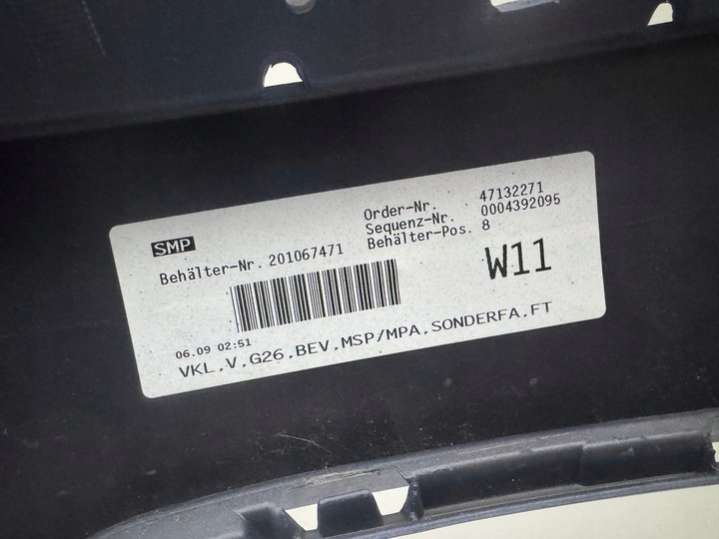 SMP
Order-Nr. 47132271
Sequenz-Nr. 0004392095
Behälter-Nr. 201067471
Behälter-Pos. 8
W11
06.09 02:51
VKL.V.G26.BEV.MSP/MPA.SONDERFA.FT